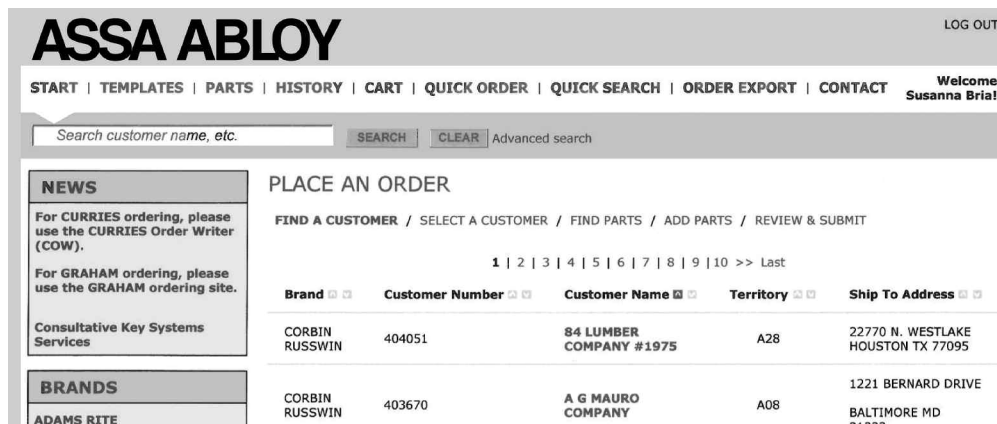 ASSA ABLOY
LOG OUT
START | TEMPLATES | PARTS | HISTORY | CART | QUICK ORDER | QUICK SEARCH | ORDER EXPORT | CONTACT
Welcome
Susanna Bria!
Search customer name, etc.
SEARCH CLEAR Advanced search
NEWS
For CURRIES ordering, please
use the CURRIES Order Writer
(COW).
For GRAHAM ordering, please
use the GRAHAM ordering site.
Consultative Key Systems
Services
BRANDS
ADAMS RITE
PLACE AN ORDER
FIND A CUSTOMER / SELECT A CUSTOMER / FIND PARTS / ADD PARTS / REVIEW & SUBMIT
1 | 2 | 3 | 4 | 5 | 6 | 7 | 8 | 9 | 10 >> Last
Brand Customer Number Customer Name Territory Ship To Address
CORBIN
RUSSWIN
404051
84 LUMBER
COMPANY #1975
A28
22770 N. WESTLAKE
HOUSTON TX 77095
CORBIN
RUSSWIN
403670
A G MAURO
COMPANY
A08
1221 BERNARD DRIVE
BALTIMORE MD